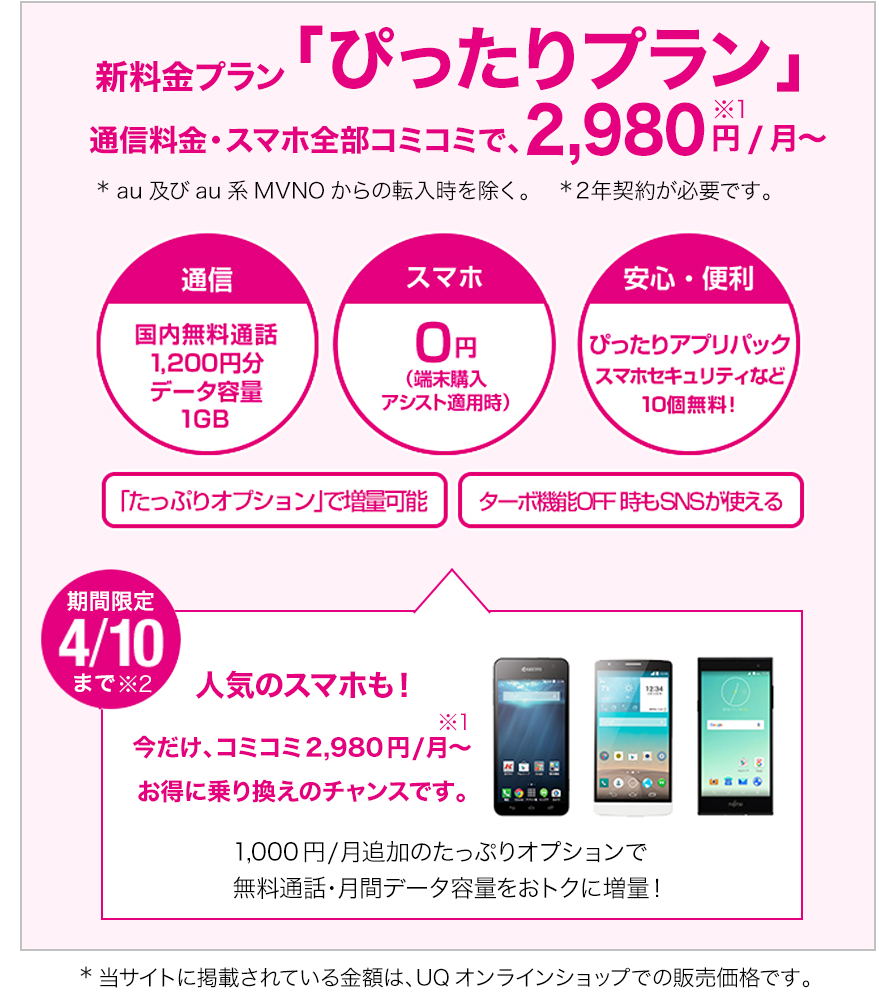 新料金プラン「ぴったりプラン」
通信料金・スマホ全部コミコミで、2,980円/月〜※1
＊ au 及び au 系 MVNO からの転入時を除く。 ＊2年契約が必要です。
通信
国内無料通話
1,200円分
データ容量
1GB
スマホ
0円
（端末購入
アシスト適用時）
安心・便利
ぴったりアプリパック
スマホセキュリティなど
10個無料！
「たっぷりオプション」で増量可能
ターボ機能OFF 時もSNSが使える
期間限定
4/10
まで※2
人気のスマホも！
今だけ、コミコミ2,980円/月〜※1
お得に乗り換えのチャンスです。
12:34
1,000円/月追加のたっぷりオプションで
無料通話・月間データ容量をおトクに増量！
＊ 当サイトに掲載されている金額は、UQ オンラインショップでの販売価格です。